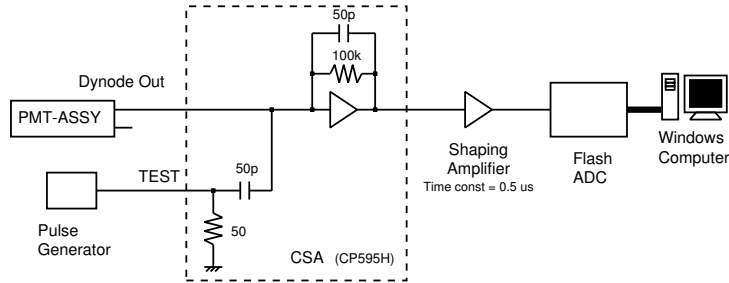 50p
100k
Dynode Out
PMT-ASSY
TEST
50p
50
Pulse
Generator
CSA (CP595H)
Shaping
Amplifier
Time const = 0.5 us
Flash
ADC
Windows
Computer